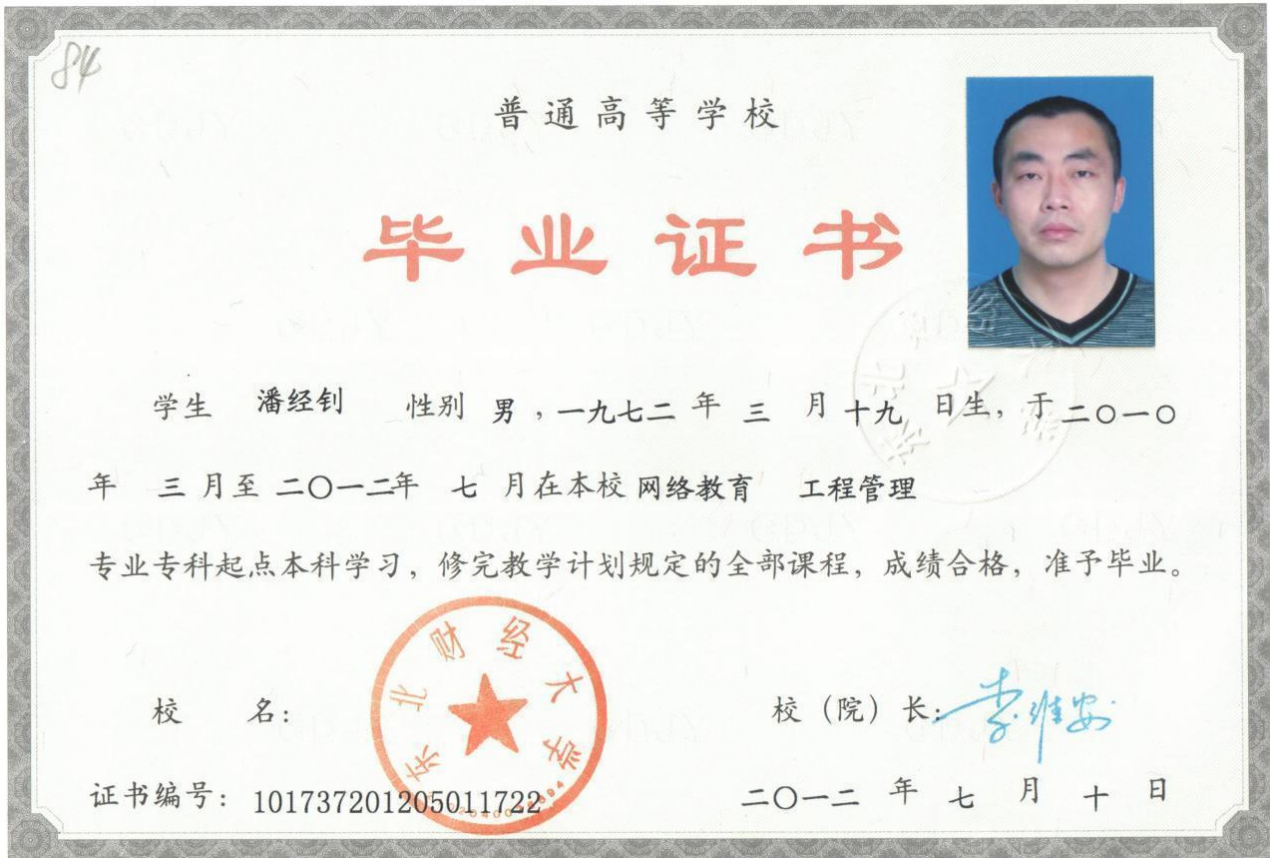 84
普通高等学校
毕业证书
学生 潘经钊 性别 男，一九七二 年 三 月 十九 日生，于 二〇一〇
年 三 月至 二〇一二年 七 月在本校 网络教育 工程管理
专业专科起点本科学习，修完教学计划规定的全部课程，成绩合格，准予毕业。
东北财经大学
校 名：
校（院）长：李维安
证书编号：101737201205011722
二〇一二 年 七 月 十 日